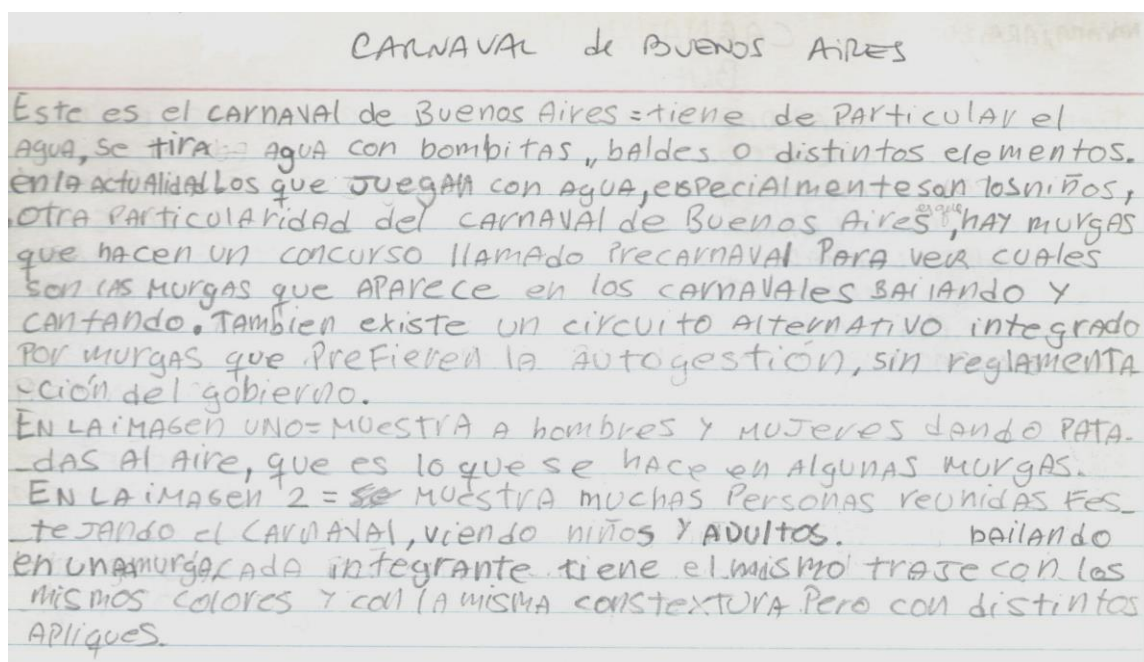 CARNAVAL de BUENOS AIRES
Este es el CARNAVAL de Buenos Aires = tiene de PArticulAr el
AguA, se tira AguA con bombitAs,, bAldes o distintos elementos.
en lA ActuAlidAd Los que JuegAn con AguA, especiAlmente son los niños,
otrA PArticulAridAd del CArnAVAl de Buenos Aires es que, hAY murgAs
que hAcen un concurso llAmAdo PrecArnAVAl PArA ver cuAles
son lAs MurgAs que APArece en los cArnAVAles BAilAndo Y
CAntAndo. TAmbien existe un circuito AlternAtivo integrAdo
Por murgAs que PreFieren lA Autogestión, sin reglAmentA
-ción del gobierno.
EN LA iMAGen UNO = MuestrA A hombres Y MuJeres dAndo PATA-
dAs Al Aire, que es lo que se hAce en AlgunAs murgAs.
EN LA iMAgen 2 = se MuestrA muchAs PersonAs reunidAs Fes-
teJAndo el CArnAVAl, viendo niños Y ADultos. bAilAndo
en unA murgA, cAdA integrAnte tiene el mismo trAJe con los
mismos colores Y con lA misMA constexturA Pero con distintos
APliques.